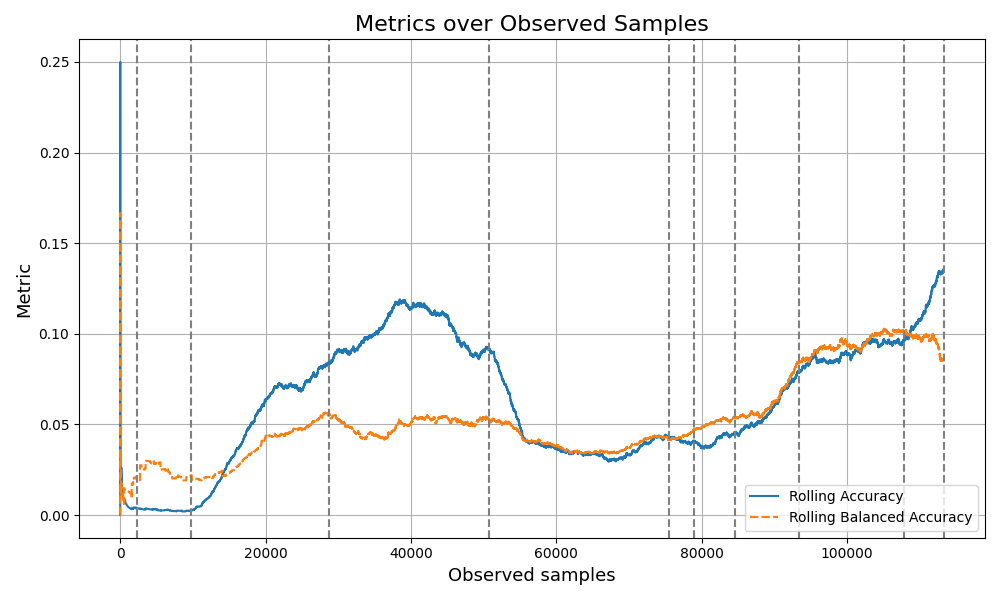 Metrics over Observed Samples
Metric
0.25
0.20
0.15
0.10
0.05
0.00
0
20000
40000
60000
80000
100000
Observed samples
Rolling Accuracy
Rolling Balanced Accuracy